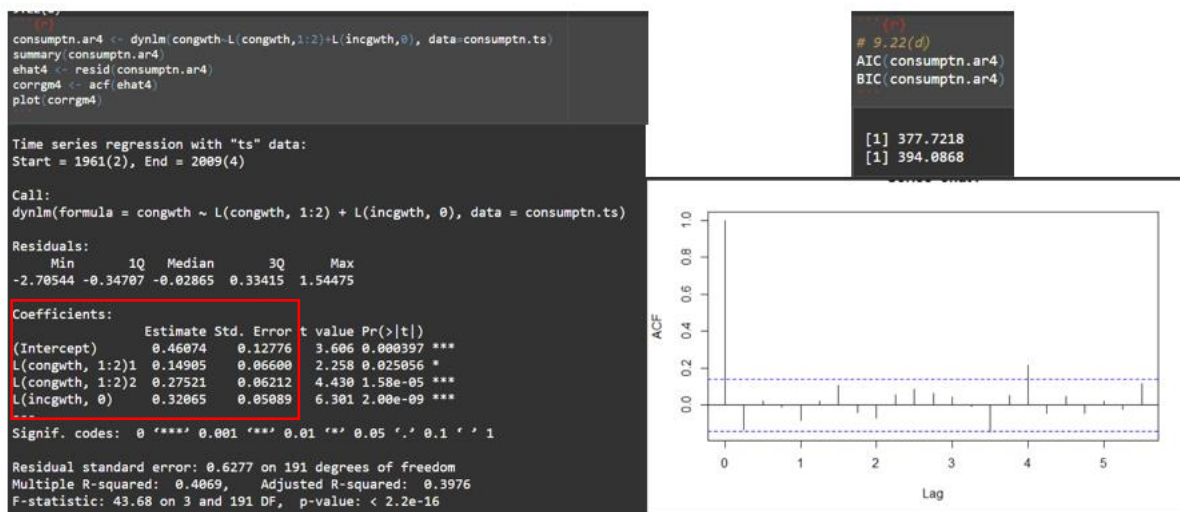 ```{r}
consumptn.ar4 <- dynlm(congwth~L(congwth,1:2)+L(incgwth,0), data=consumptn.ts)
summary(consumptn.ar4)
ehat4 <- resid(consumptn.ar4)
corrgm4 <- acf(ehat4)
plot(corrgm4)
Time series regression with "ts" data:
Start = 1961(2), End = 2009(4)
Call:
dynlm(formula = congwth ~ L(congwth, 1:2) + L(incgwth, 0), data = consumptn.ts)
Residuals:
Min 1Q Median 3Q Max
-2.70544 -0.34707 -0.02865 0.33415 1.54475
Coefficients:
Estimate Std. Error t value Pr(>|t|)
(Intercept) 0.46074 0.12776 3.606 0.000397 ***
L(congwth, 1:2)1 0.14905 0.06600 2.258 0.025056 *
L(congwth, 1:2)2 0.27521 0.06212 4.430 1.58e-05 ***
L(incgwth, 0) 0.32065 0.05089 6.301 2.00e-09 ***
---
Signif. codes: 0 ‘***’ 0.001 ‘**’ 0.01 ‘*’ 0.05 ‘.’ 0.1 ‘ ’ 1
Residual standard error: 0.6277 on 191 degrees of freedom
Multiple R-squared: 0.4069, Adjusted R-squared: 0.3976
F-statistic: 43.68 on 3 and 191 DF, p-value: < 2.2e-16
```{r}
# 9.22(d)
AIC(consumptn.ar4)
BIC(consumptn.ar4)
```
[1] 377.7218
[1] 394.0868
ACF
1.0
0.8
0.6
0.4
0.2
0.0
0 1 2 3 4 5
Lag